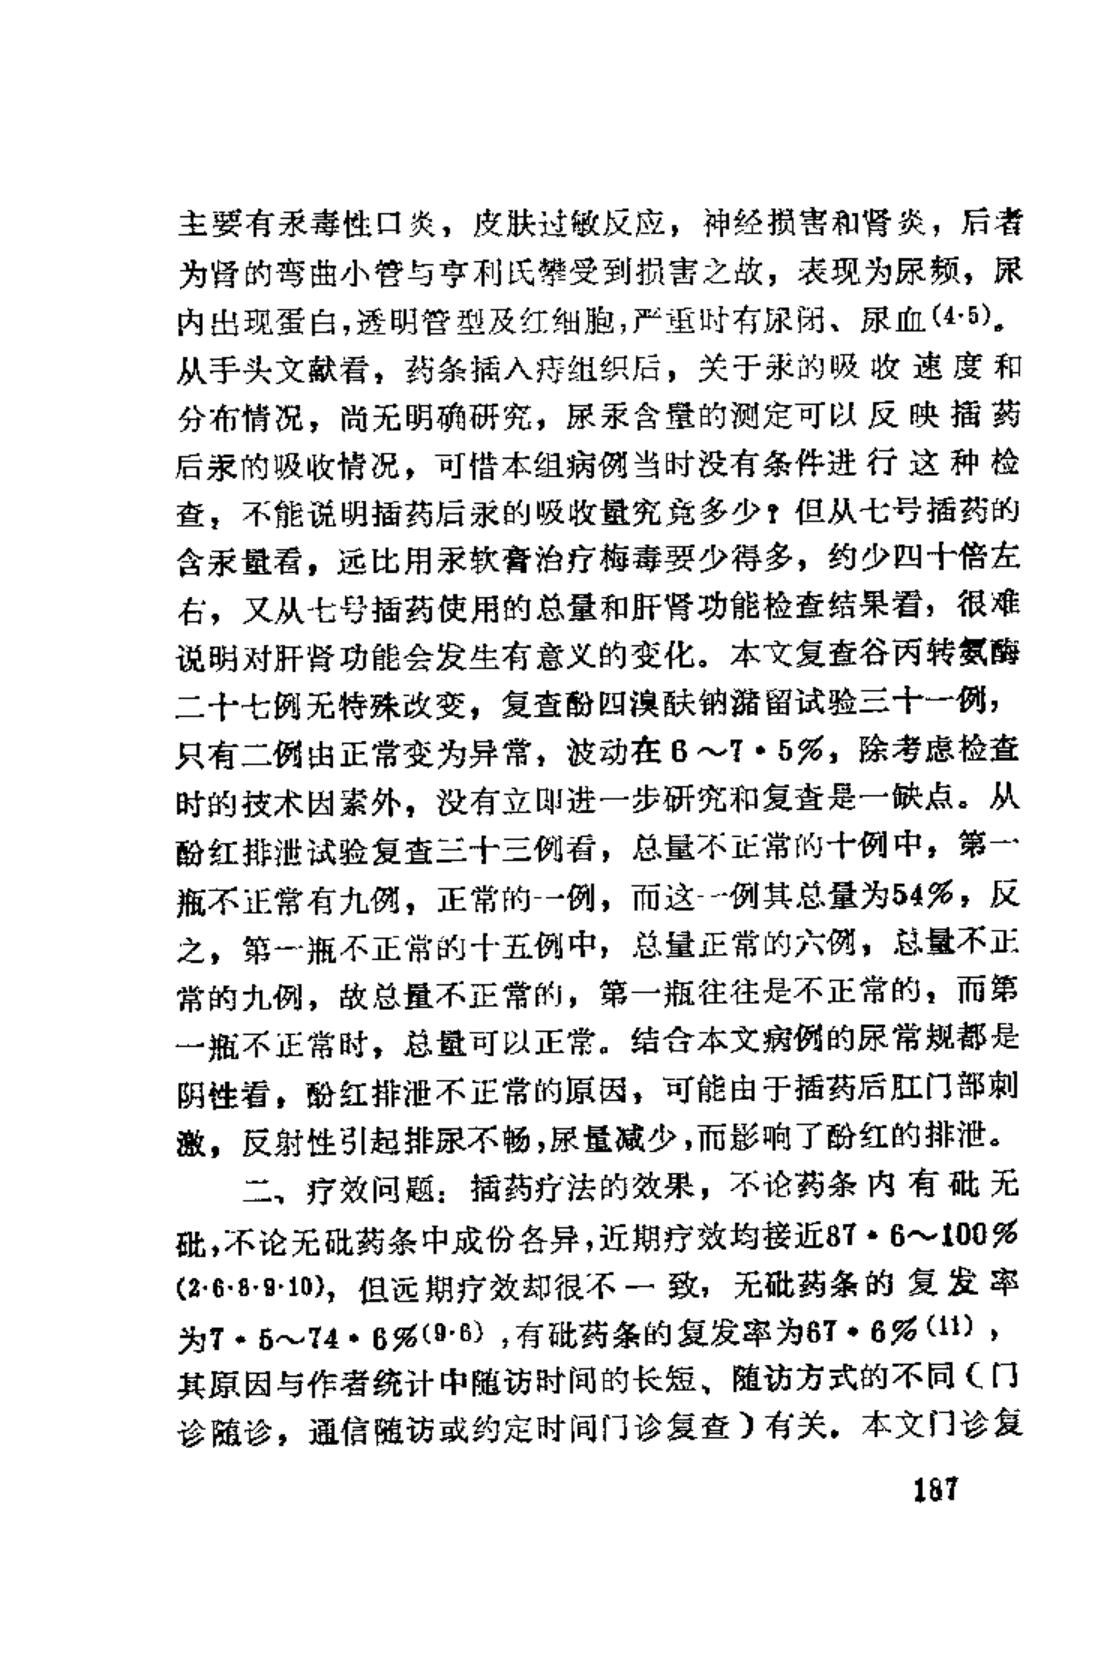 主要有汞毒性口炎，皮肤过敏反应，神经损害和肾炎，后者
为肾的弯曲小管与亨利氏攀受到损害之故，表现为尿频，尿
内出现蛋白，透明管型及红细胞，严重时有尿闭、尿血(4·5)。
从手头文献看，药条插入痔组织后，关于汞的吸收速度和
分布情况，尚无明确研究，尿汞含量的测定可以反映插药
后汞的吸收情况，可惜本组病例当时没有条件进行这种检
查，不能说明插药后汞的吸收量究竟多少？但从七号插药的
含汞量看，远比用汞软膏治疗梅毒要少得多，约少四十倍左
右，又从七号插药使用的总量和肝肾功能检查结果看，很难
说明对肝肾功能会发生有意义的变化。本文复查谷丙转氨酶
二十七例无特殊改变，复查酚四溴酞钠潴留试验三十一例，
只有二例由正常变为异常，波动在6～7·5%，除考虑检查
时的技术因素外，没有立即进一步研究和复查是一缺点。从
酚红排泄试验复查三十三例看，总量不正常的十例中，第一
瓶不正常有九例，正常的一例，而这一例其总量为54%，反
之，第一瓶不正常的十五例中，总量正常的六例，总量不正
常的九例，故总量不正常的，第一瓶往往是不正常的，而第
一瓶不正常时，总量可以正常。结合本文病例的尿常规都是
阴性看，酚红排泄不正常的原因，可能由于插药后肛门部刺
激，反射性引起排尿不畅，尿量减少，而影响了酚红的排泄。
二、疗效问题：插药疗法的效果，不论药条内有砒无
砒，不论无砒药条中成份各异，近期疗效均接近87·6～100%
(2·6·8·9·10)，但远期疗效却很不一致，无砒药条的复发率
为7·5～74·6%(9·6)，有砒药条的复发率为67·6%(11)，
其原因与作者统计中随访时间的长短、随访方式的不同（门
诊随诊，通信随访或约定时间门诊复查）有关。本文门诊复
187